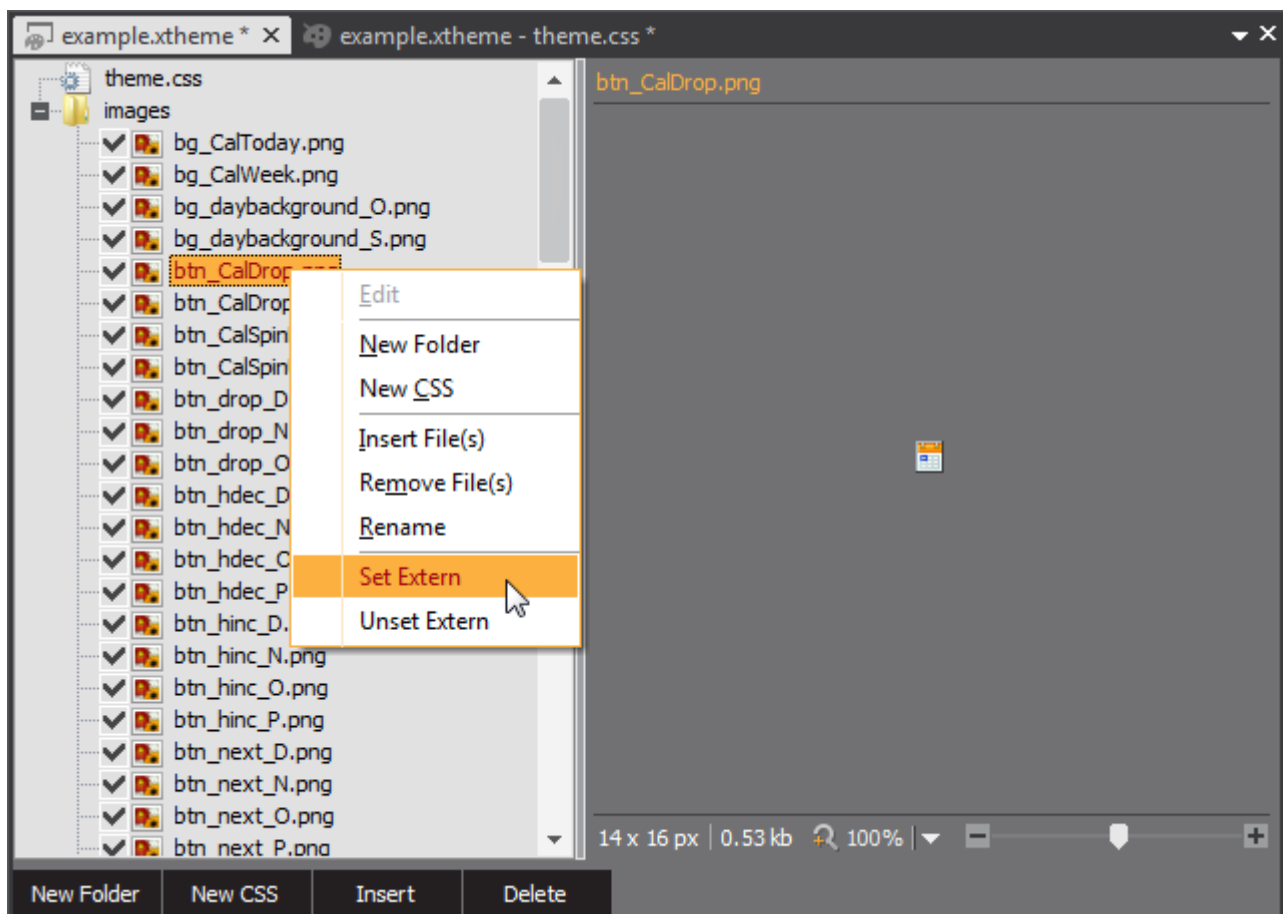 example.xtheme * example.xtheme - theme.css *
theme.css
images
bg_CalToday.png
bg_CalWeek.png
bg_daybackground_O.png
bg_daybackground_S.png
btn_CalDrop.png
btn_CalDrop
btn_CalSpin
btn_CalSpin
btn_drop_D
btn_drop_N
btn_drop_O
btn_hdec_D
btn_hdec_N
btn_hdec_O
btn_hdec_P
btn_hinc_D.
btn_hinc_N.png
btn_hinc_O.png
btn_hinc_P.png
btn_next_D.png
btn_next_N.png
btn_next_O.png
btn_next_P.png
Edit
New Folder
New CSS
Insert File(s)
Remove File(s)
Rename
Set Extern
Unset Extern
btn_CalDrop.png
14 x 16 px | 0.53 kb 100%
New Folder New CSS Insert Delete